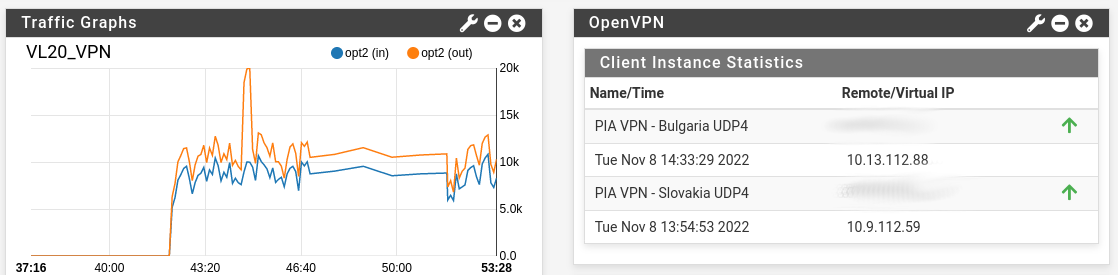 Traffic Graphs
VL20_VPN
opt2 (in) opt2 (out)
20k
15k
10k
5.0k
0.0
37:16 40:00 43:20 46:40 50:00 53:28
OpenVPN
Client Instance Statistics
Name/Time Remote/Virtual IP
PIA VPN - Bulgaria UDP4
Tue Nov 8 14:33:29 2022 10.13.112.88
PIA VPN - Slovakia UDP4
Tue Nov 8 13:54:53 2022 10.9.112.59